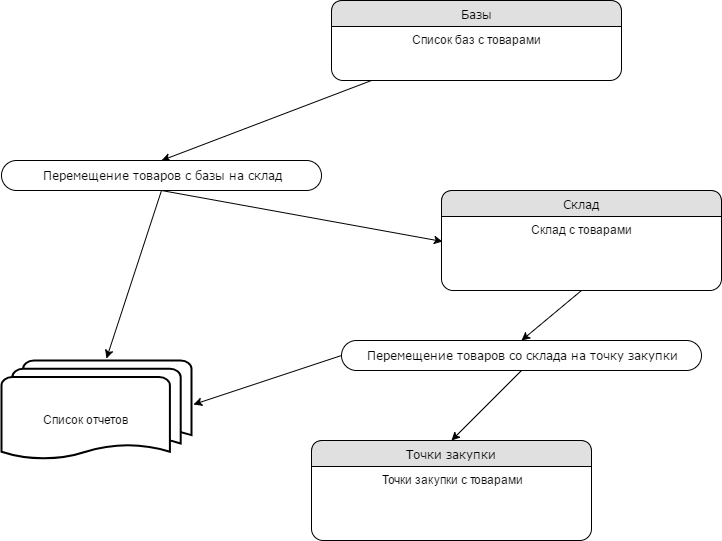 Базы
Список баз с товарами
Перемещение товаров с базы на склад
Склад
Склад с товарами
Перемещение товаров со склада на точку закупки
Список отчетов
Точки закупки
Точки закупки с товарами